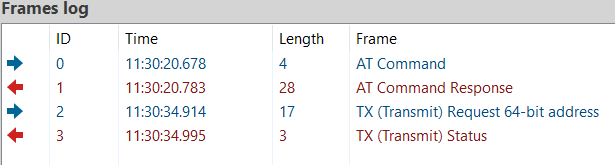 Frames log
ID Time Length Frame
0 11:30:20.678 4 AT Command
1 11:30:20.783 28 AT Command Response
2 11:30:34.914 17 TX (Transmit) Request 64-bit address
3 11:30:34.995 3 TX (Transmit) Status